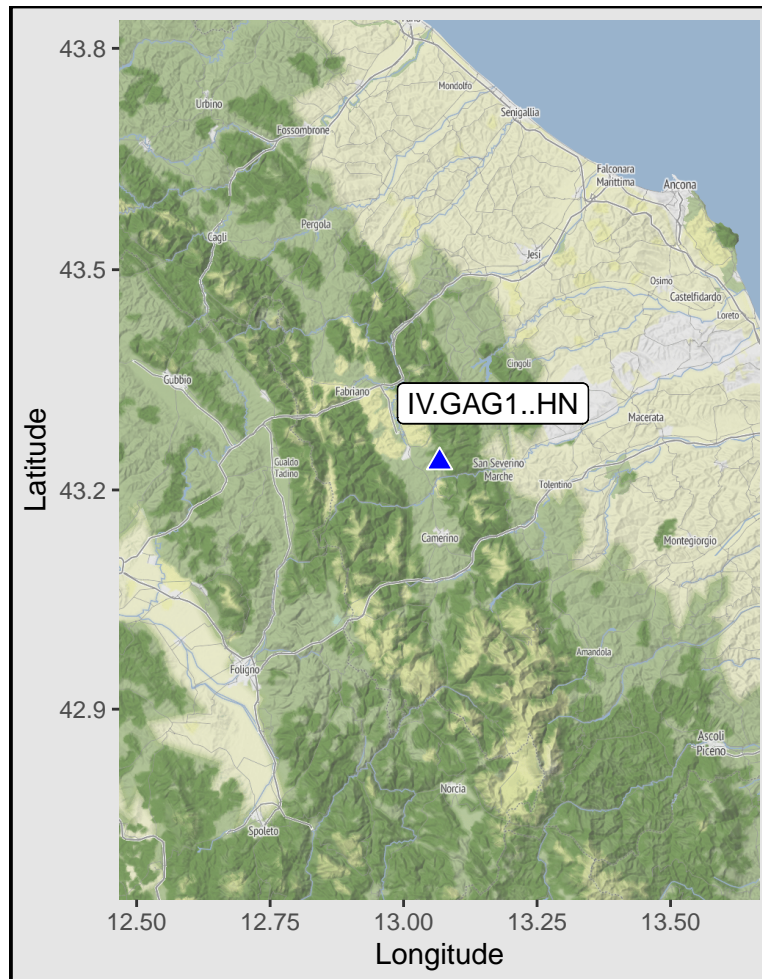 43.8
43.5
43.2
42.9
Latitude
Mondolfo
Urbino
Senigallia
Fossombrone
Falconara
Marittima
Ancona
Pergola
Cagli
Jesi
Osimo
Castelfidardo
Loreto
Cingoli
Gubbio
Fabriano
IV.GAG1..HN
Macerata
Gualdo
Tadino
San Severino
Marche
Tolentino
Camerino
Montegiorgio
Amandola
Foligno
Ascoli
Piceno
Norcia
Spoleto
12.50
12.75
13.00
13.25
13.50
Longitude